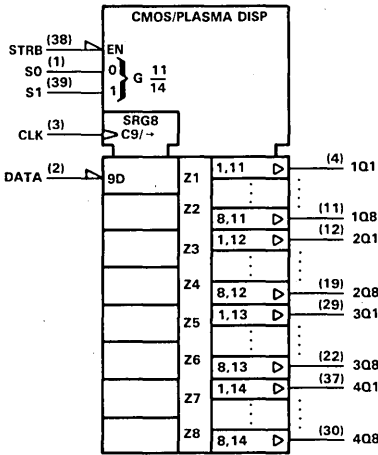 CMOS/PLASMA DISP
STRB (38) EN
S0 (1) 0
S1 (39) 1
G 11
14
SRG8
CLK (3) C9/→
DATA (2) 9D
Z1 1,11 (4) 1Q1
Z2 8,11 (11) 1Q8
1,12 (12) 2Q1
Z3
Z4 8,12 (19) 2Q8
Z5 1,13 (29) 3Q1
Z6 8,13 (22) 3Q8
Z7 1,14 (37) 4Q1
Z8 8,14 (30) 4Q8